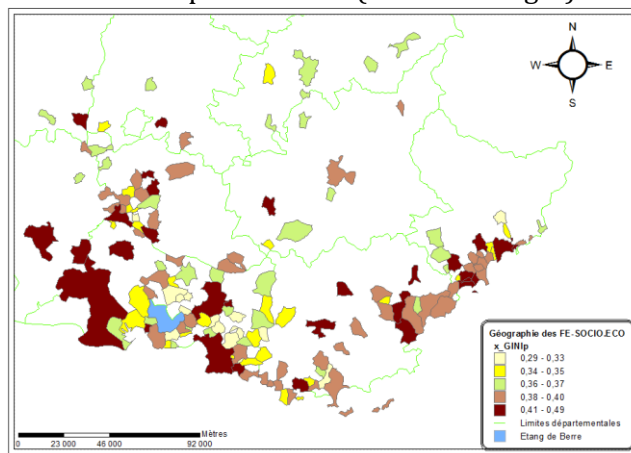 N
W E
S
Géographie des FE-SOCIO.ECO
x_GINIp
0,29 - 0,33
0,34 - 0,35
0,36 - 0,37
0,38 - 0,40
0,41 - 0,49
Limites départementales
Etang de Berre
Mètres
0 23 000 46 000 92 000